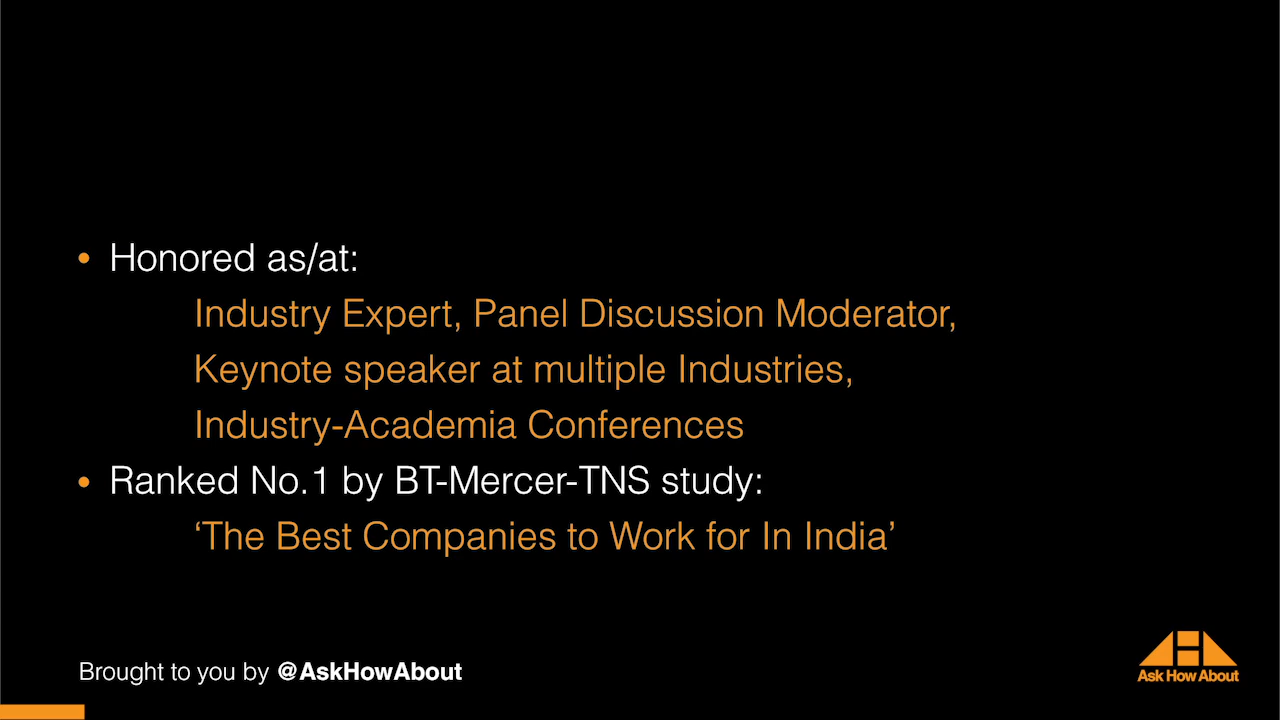 • Honored as/at:
Industry Expert, Panel Discussion Moderator,
Keynote speaker at multiple Industries,
Industry-Academia Conferences
• Ranked No.1 by BT-Mercer-TNS study:
‘The Best Companies to Work for In India’
Brought to you by @AskHowAbout
Ask How About